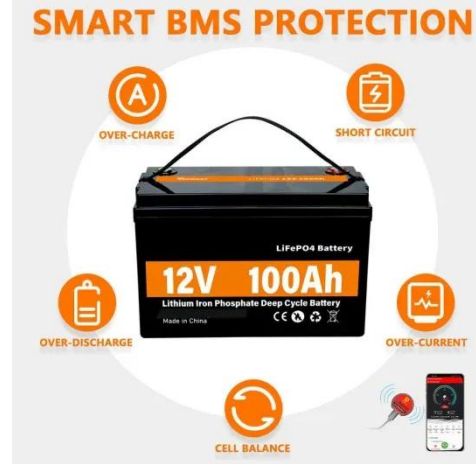 SMART BMS PROTECTION
OVER-CHARGE
SHORT CIRCUIT
LiFePO4 Battery
12V 100Ah
Lithium Iron Phosphate Deep Cycle Battery
Made in China
CE
OVER-DISCHARGE
OVER-CURRENT
CELL BALANCE